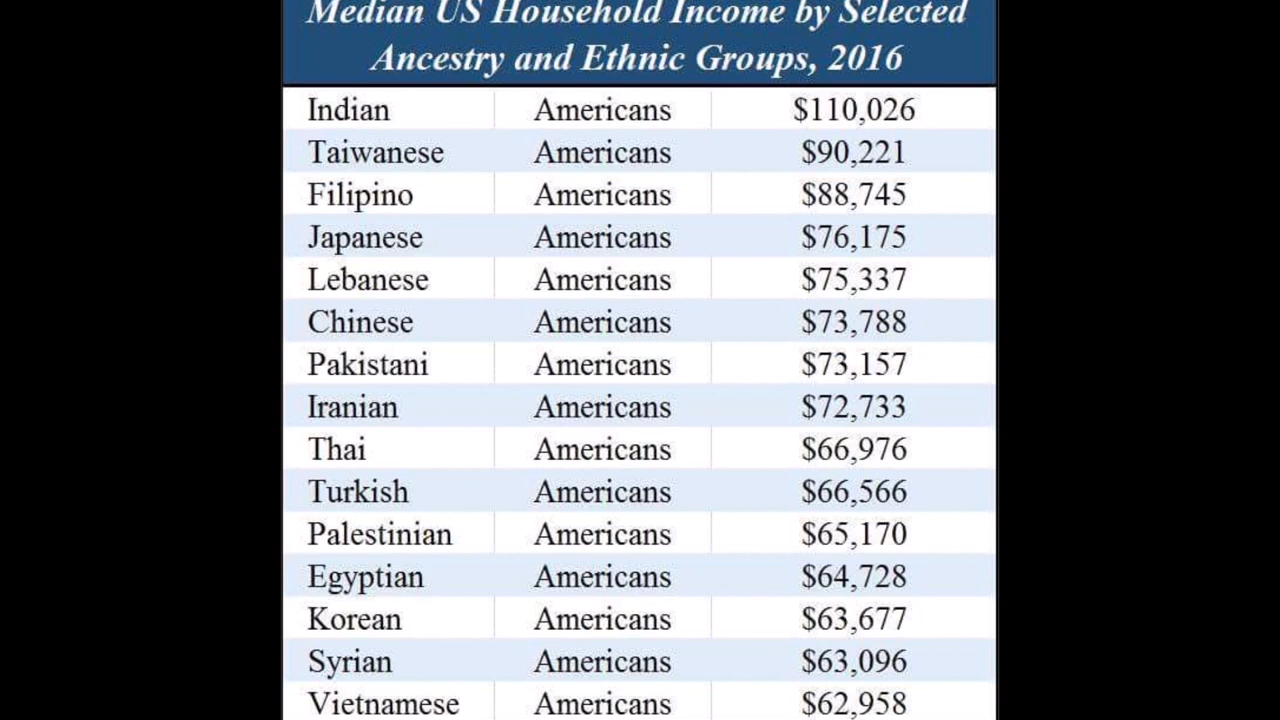 Median US Household Income by Selected
Ancestry and Ethnic Groups, 2016
Indian Americans $110,026
Taiwanese Americans $90,221
Filipino Americans $88,745
Japanese Americans $76,175
Lebanese Americans $75,337
Chinese Americans $73,788
Pakistani Americans $73,157
Iranian Americans $72,733
Thai Americans $66,976
Turkish Americans $66,566
Palestinian Americans $65,170
Egyptian Americans $64,728
Korean Americans $63,677
Syrian Americans $63,096
Vietnamese Americans $62,958